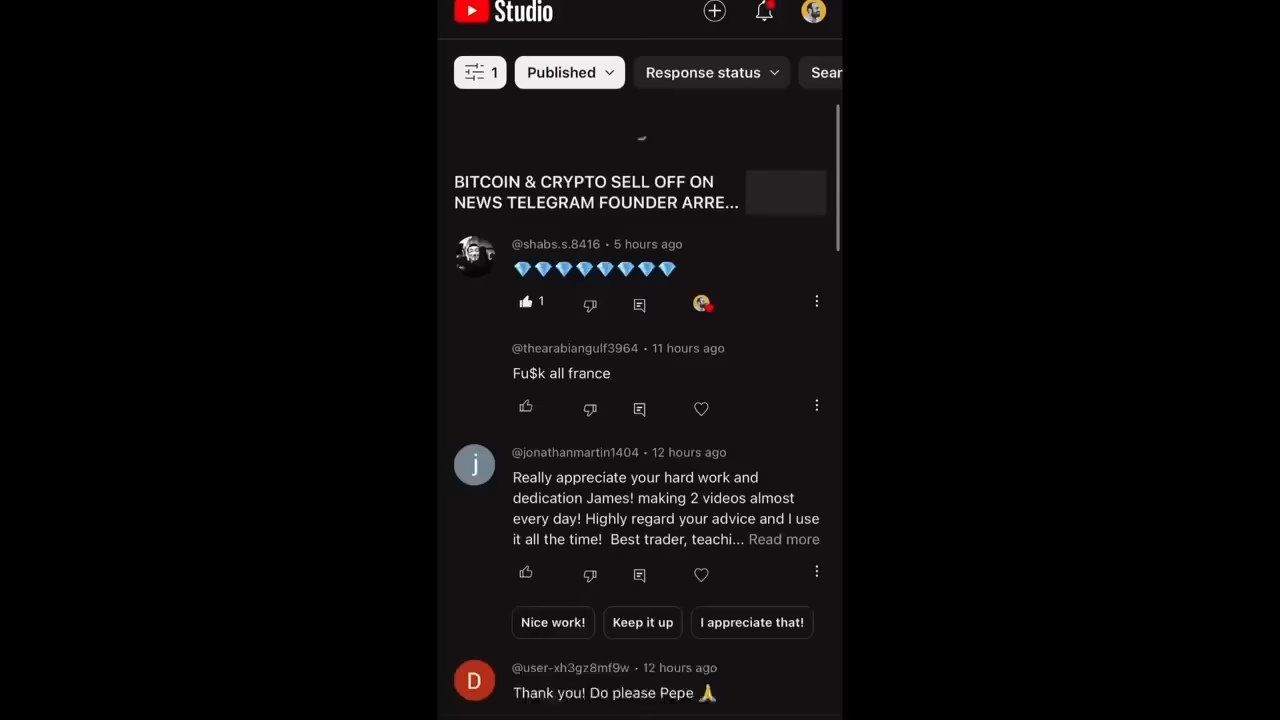 Studio
1
Published
Response status
Sear
BITCOIN & CRYPTO SELL OFF ON
NEWS TELEGRAM FOUNDER ARRE...
@shabs.s.8416 • 5 hours ago
💎💎💎💎💎💎💎💎
1
@thearabiangulf3964 • 11 hours ago
Fu$k all france
j
@jonathanmartin1404 • 12 hours ago
Really appreciate your hard work and
dedication James! making 2 videos almost
every day! Highly regard your advice and I use
it all the time!  Best trader, teachi... Read more
Nice work!
Keep it up
I appreciate that!
D
@user-xh3gz8mf9w • 12 hours ago
Thank you! Do please Pepe 🙏